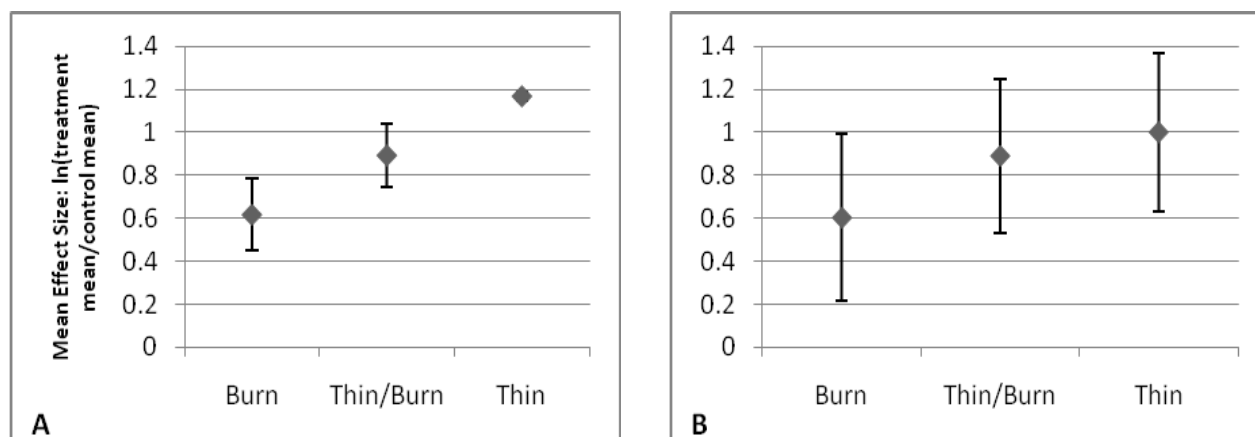 Mean Effect Size: ln(treatment
mean/control mean)
1.4
1.2
1
0.8
0.6
0.4
0.2
0
Burn Thin/Burn Thin
A
1.4
1.2
1
0.8
0.6
0.4
0.2
0
Burn Thin/Burn Thin
B